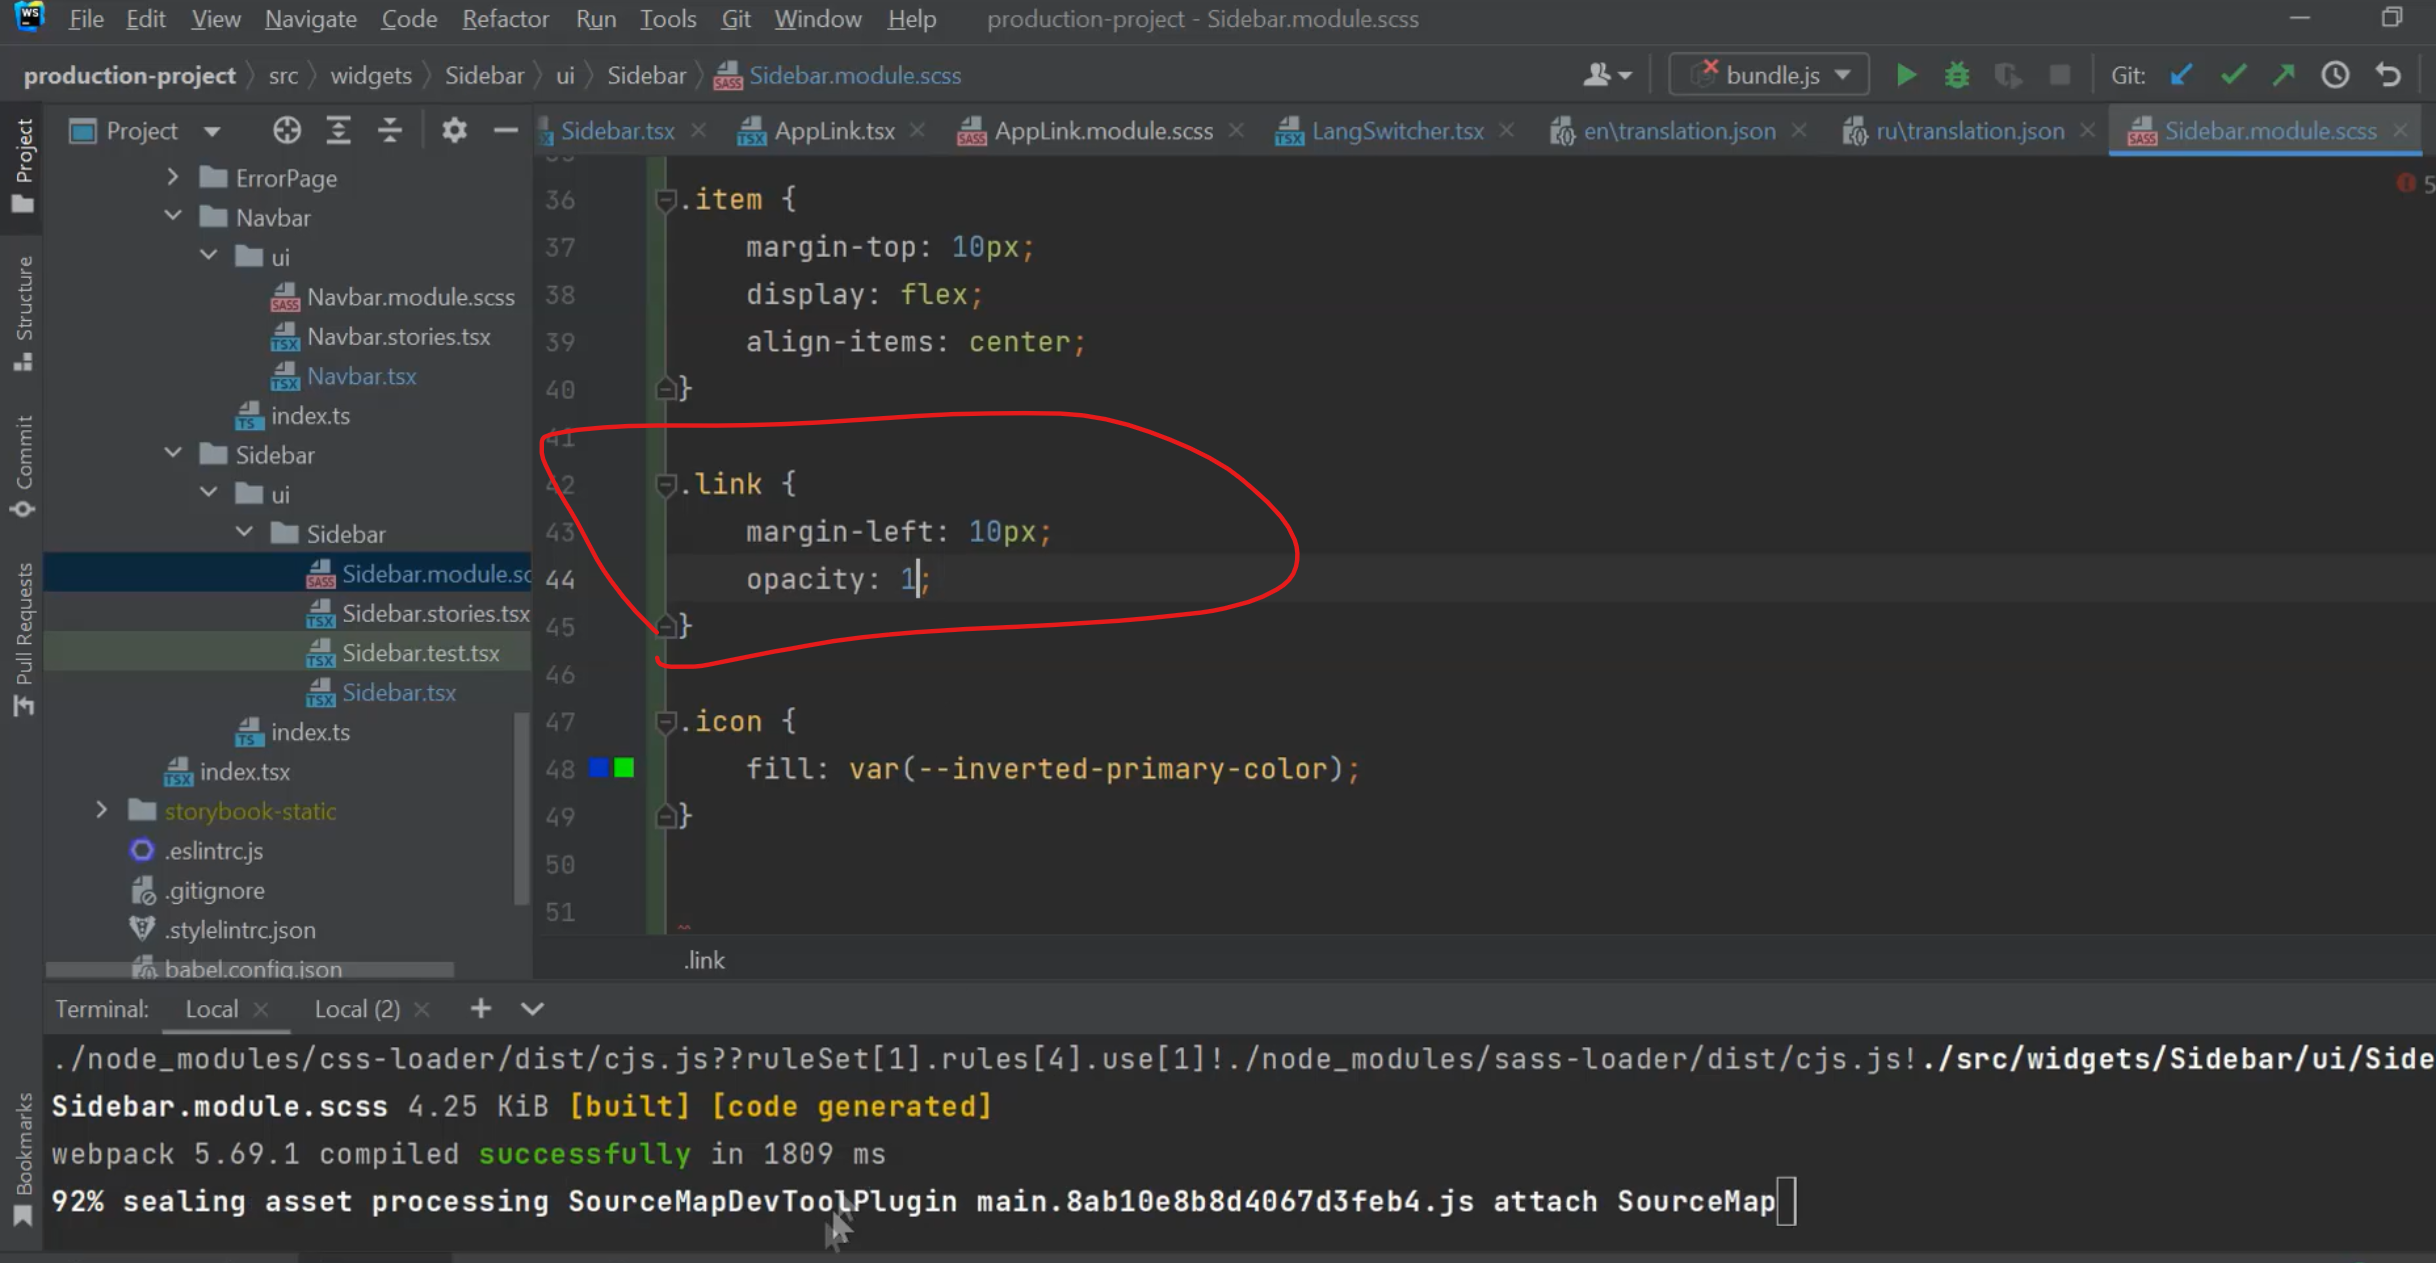 WS File Edit View Navigate Code Refactor Run Tools Git Window Help production-project - Sidebar.module.scss
production-project src widgets Sidebar ui Sidebar Sidebar.module.scss bundle.js Git:
Project Sidebar.tsx AppLink.tsx AppLink.module.scss LangSwitcher.tsx en\translation.json ru\translation.json Sidebar.module.scss
Project
Structure
Commit
Pull Requests
Bookmarks
ErrorPage
Navbar
ui
Navbar.module.scss
Navbar.stories.tsx
Navbar.tsx
index.ts
Sidebar
ui
Sidebar
Sidebar.module.sc
Sidebar.stories.tsx
Sidebar.test.tsx
Sidebar.tsx
index.ts
index.tsx
storybook-static
.eslintrc.js
.gitignore
.stylelintrc.json
babel.config.json
5
36 .item {
37 margin-top: 10px;
38 display: flex;
39 align-items: center;
40 }
41
42 .link {
43 margin-left: 10px;
44 opacity: 1;
45 }
46
47 .icon {
48 fill: var(--inverted-primary-color);
49 }
50
51
.link
Terminal: Local Local (2)
./node_modules/css-loader/dist/cjs.js??ruleSet[1].rules[4].use[1]!./node_modules/sass-loader/dist/cjs.js!./src/widgets/Sidebar/ui/Side
Sidebar.module.scss 4.25 KiB [built] [code generated]
webpack 5.69.1 compiled successfully in 1809 ms
92% sealing asset processing SourceMapDevToolPlugin main.8ab10e8b8d4067d3feb4.js attach SourceMap